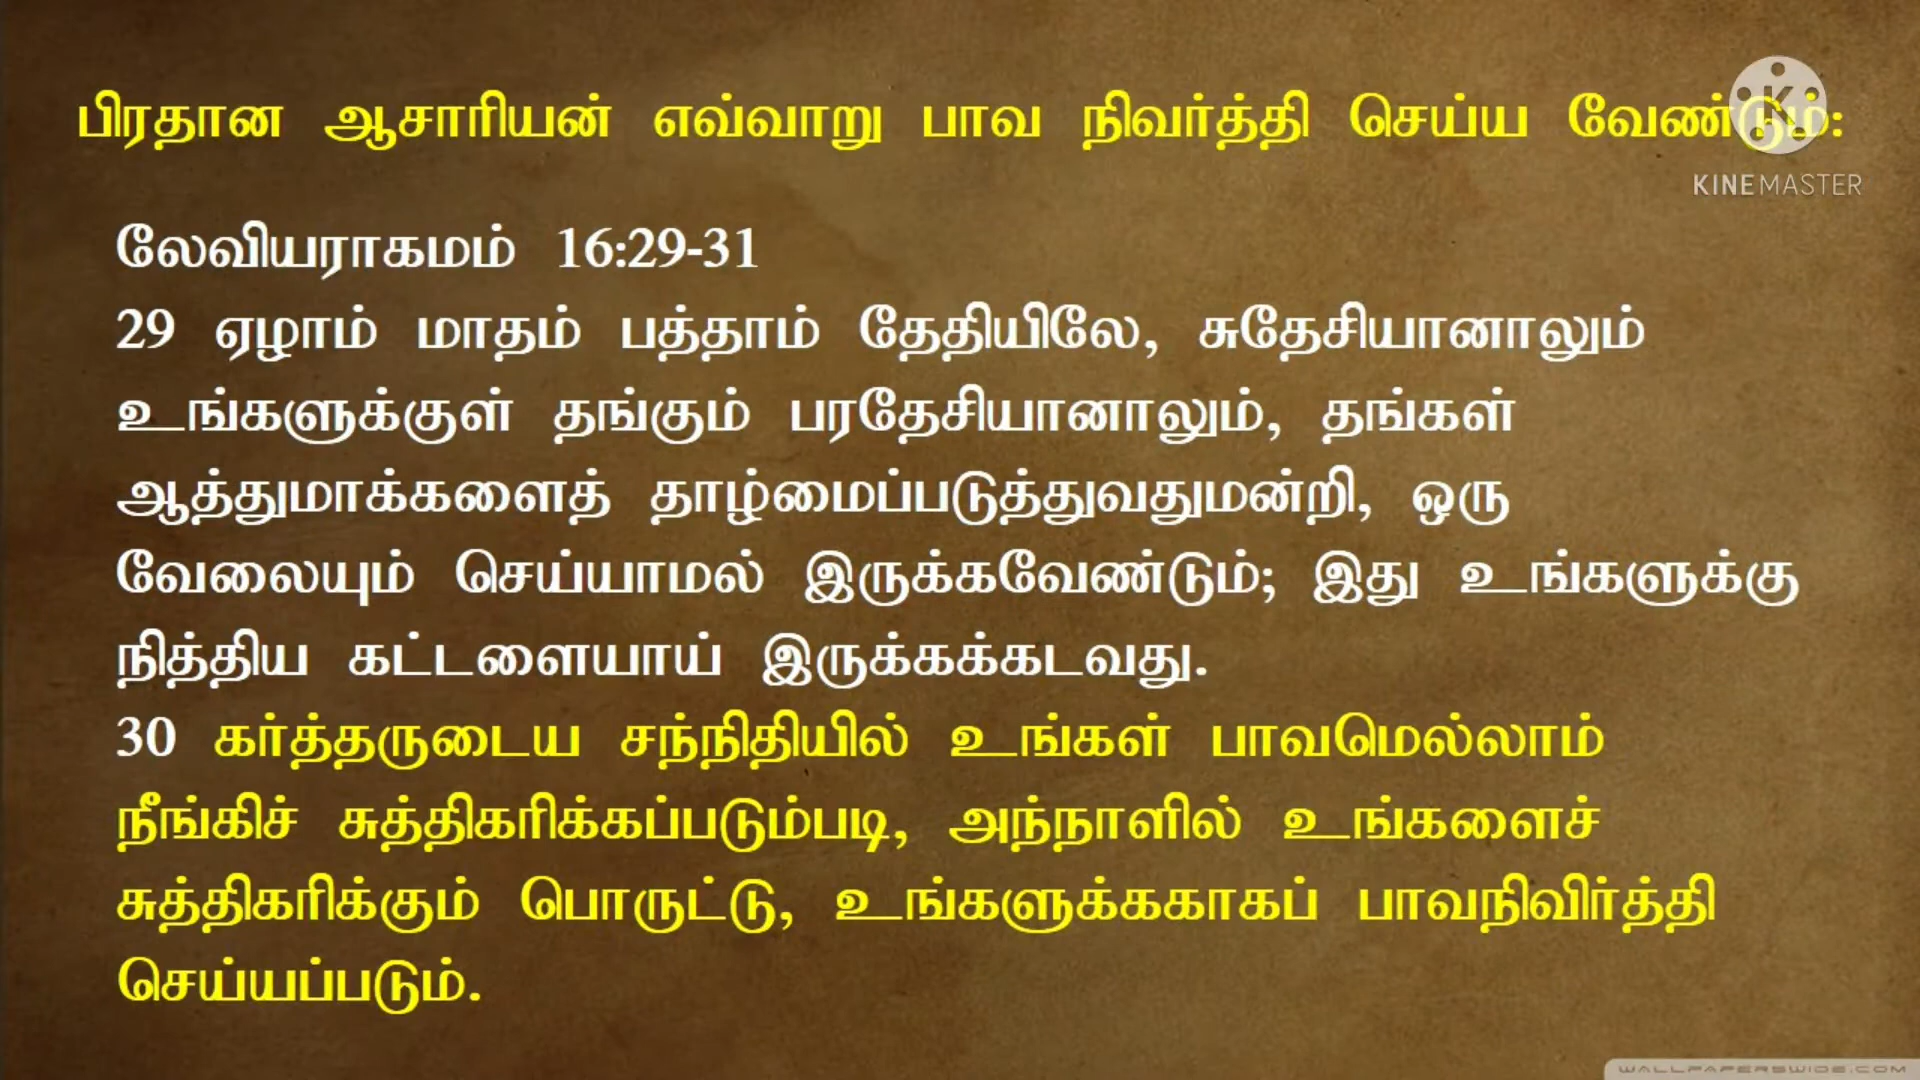 பிரதான ஆசாரியன் எவ்வாறு பாவ நிவர்த்தி செய்ய வேண்டும்:
KINEMASTER
லேவியராகமம் 16:29-31
29 ஏழாம் மாதம் பத்தாம் தேதியிலே, சுதேசியானாலும்
உங்களுக்குள் தங்கும் பரதேசியானாலும், தங்கள்
ஆத்துமாக்களைத் தாழ்மைப்படுத்துவதுமன்றி, ஒரு
வேலையும் செய்யாமல் இருக்கவேண்டும்; இது உங்களுக்கு
நித்திய கட்டளையாய் இருக்கக்கடவது.
30 கர்த்தருடைய சந்நிதியில் உங்கள் பாவமெல்லாம்
நீங்கிச் சுத்திகரிக்கப்படும்படி, அந்நாளில் உங்களைச்
சுத்திகரிக்கும் பொருட்டு, உங்களுக்ககாகப் பாவநிவிர்த்தி
செய்யப்படும்.
WALLPAPERSWIDE.COM